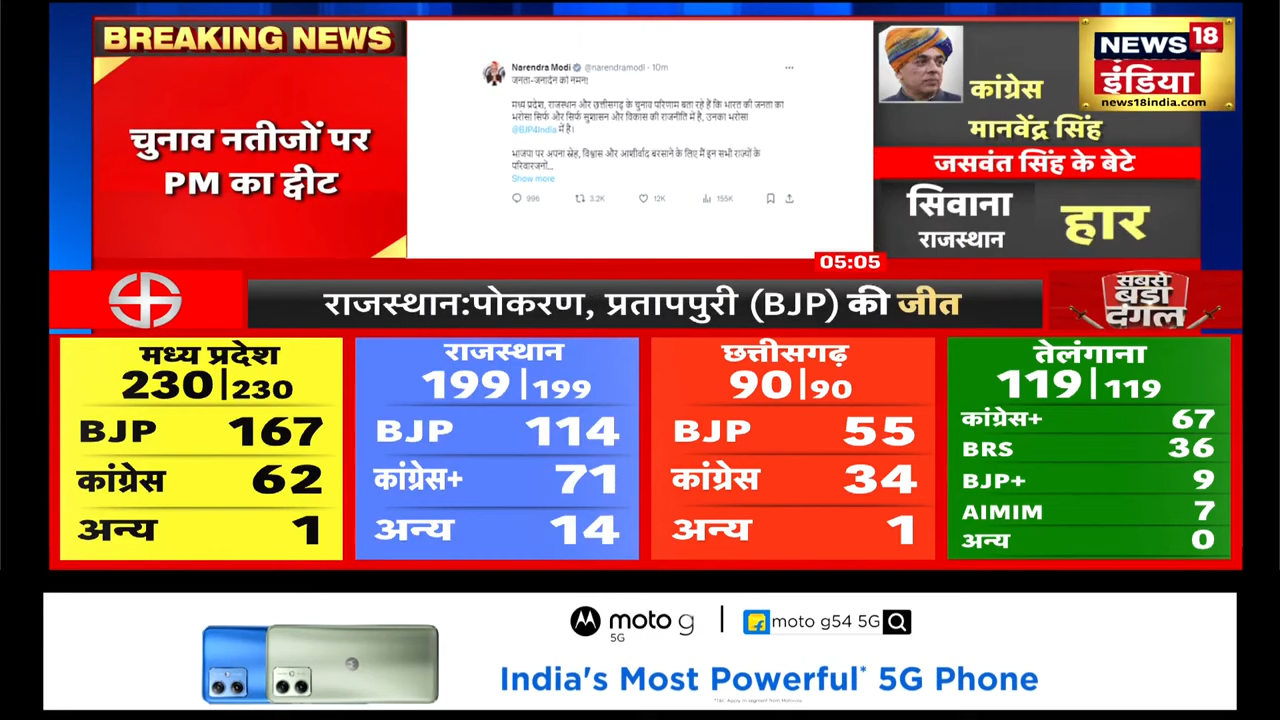 BREAKING NEWS
चुनाव नतीजों पर
PM का ट्वीट
Narendra Modi @narendramodi · 10m
जनता-जनार्दन को नमन!
मध्य प्रदेश, राजस्थान और छत्तीसगढ़ के चुनाव परिणाम बता रहे हैं कि भारत की जनता का
भरोसा सिर्फ और सिर्फ सुशासन और विकास की राजनीति में है, उनका भरोसा
@BJP4India में है।
भाजपा पर अपना स्नेह, विश्वास और आशीर्वाद बरसाने के लिए मैं इन सभी राज्यों के
परिवारजनों...
Show more
996 3.2K 12K 155K
कांग्रेस
मानवेंद्र सिंह
जसवंत सिंह के बेटे
सिवाना
राजस्थान
हार
NEWS 18
इंडिया
news18india.com
05:05
राजस्थान:पोकरण, प्रतापपुरी (BJP) की जीत
सबसे
बड़ा
दंगल
मध्य प्रदेश
230|230
BJP 167
कांग्रेस 62
अन्य 1
राजस्थान
199|199
BJP 114
कांग्रेस+ 71
अन्य 14
छत्तीसगढ़
90|90
BJP 55
कांग्रेस 34
अन्य 1
तेलंगाना
119|119
कांग्रेस+ 67
BRS 36
BJP+ 9
AIMIM 7
अन्य 0
moto g
5G
moto g54 5G
India's Most Powerful* 5G Phone